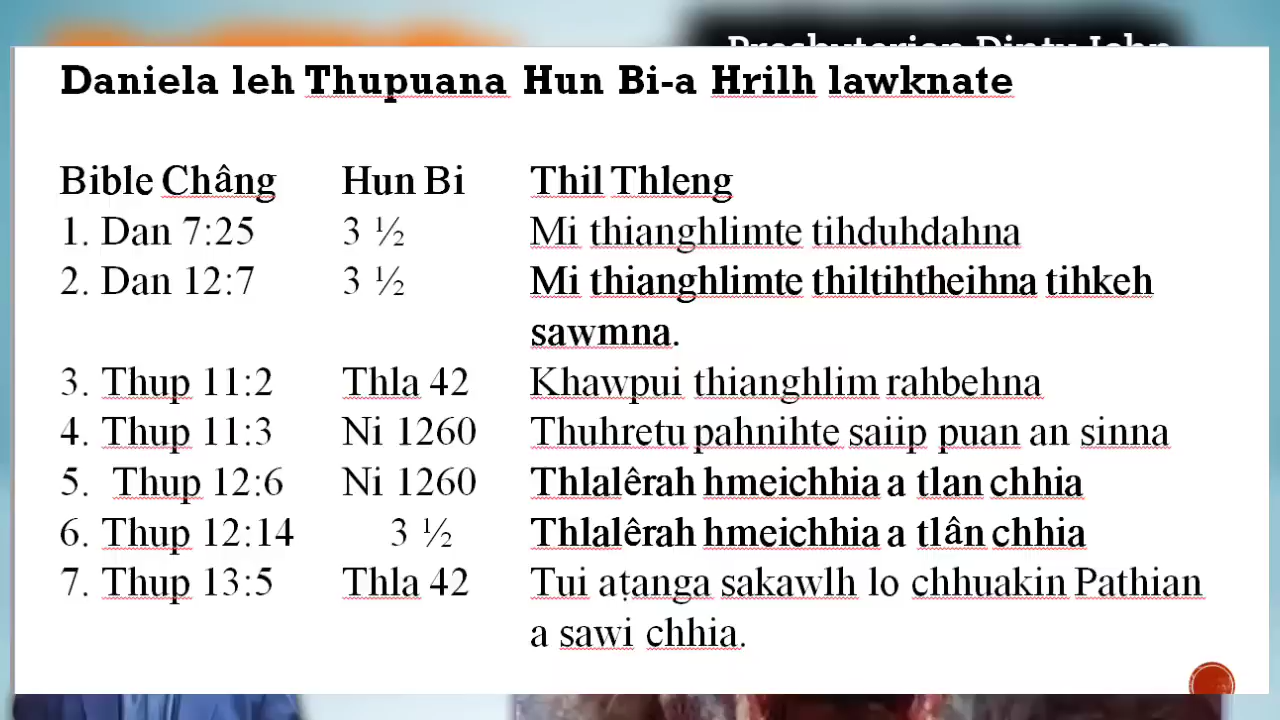 Presbyterian Dintu John
Daniela leh Thupuana Hun Bi-a Hrilh lawknate
Bible Châng Hun Bi Thil Thleng
1. Dan 7:25 3 ½ Mi thianghlimte tihduhdahna
2. Dan 12:7 3 ½ Mi thianghlimte thiltihtheihna tihkeh
sawmna.
3. Thup 11:2 Thla 42 Khawpui thianghlim rahbehna
4. Thup 11:3 Ni 1260 Thuhretu pahnihte saiip puan an sinna
5. Thup 12:6 Ni 1260 Thlalêrah hmeichhia a tlan chhia
6. Thup 12:14 3 ½ Thlalêrah hmeichhia a tlân chhia
7. Thup 13:5 Thla 42 Tui aṭanga sakawlh lo chhuakin Pathian
a sawi chhia.